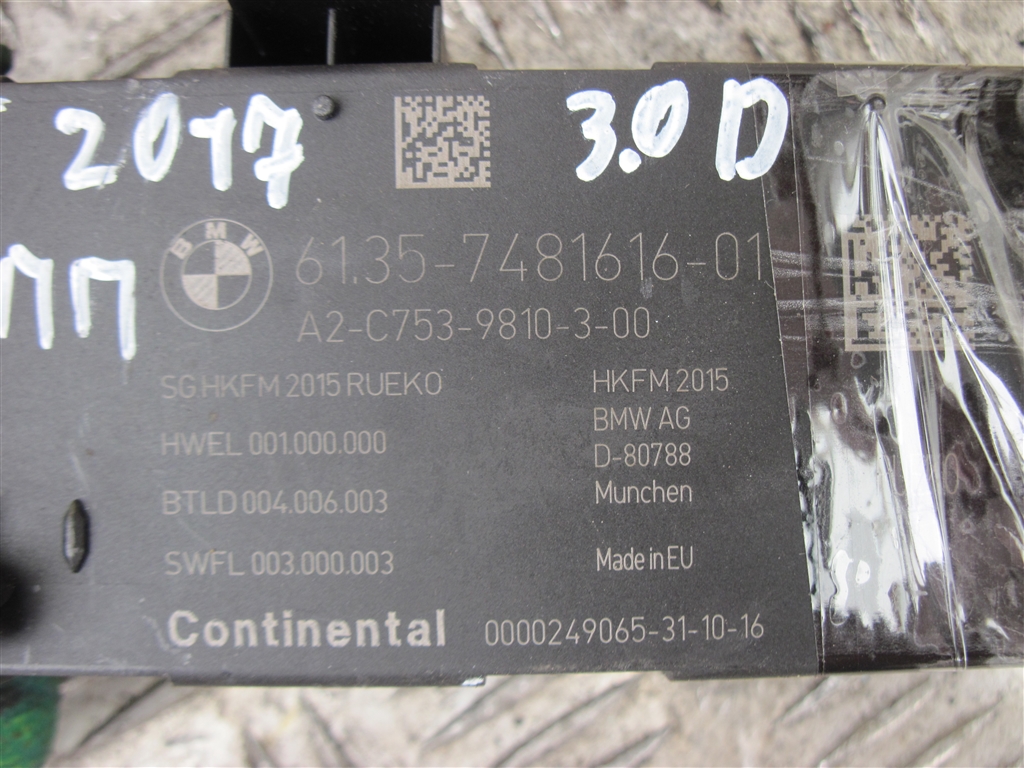 2017 3.0 D
BMW
61.35-7481616-01
A2-C753-9810-3-00
SG HKFM 2015 RUEKO
HWEL 001.000.000
BTLD 004.006.003
SWFL 003.000.003
HKFM 2015
BMW AG
D-80788
Munchen
Made in EU
Continental 0000249065-31-10-16